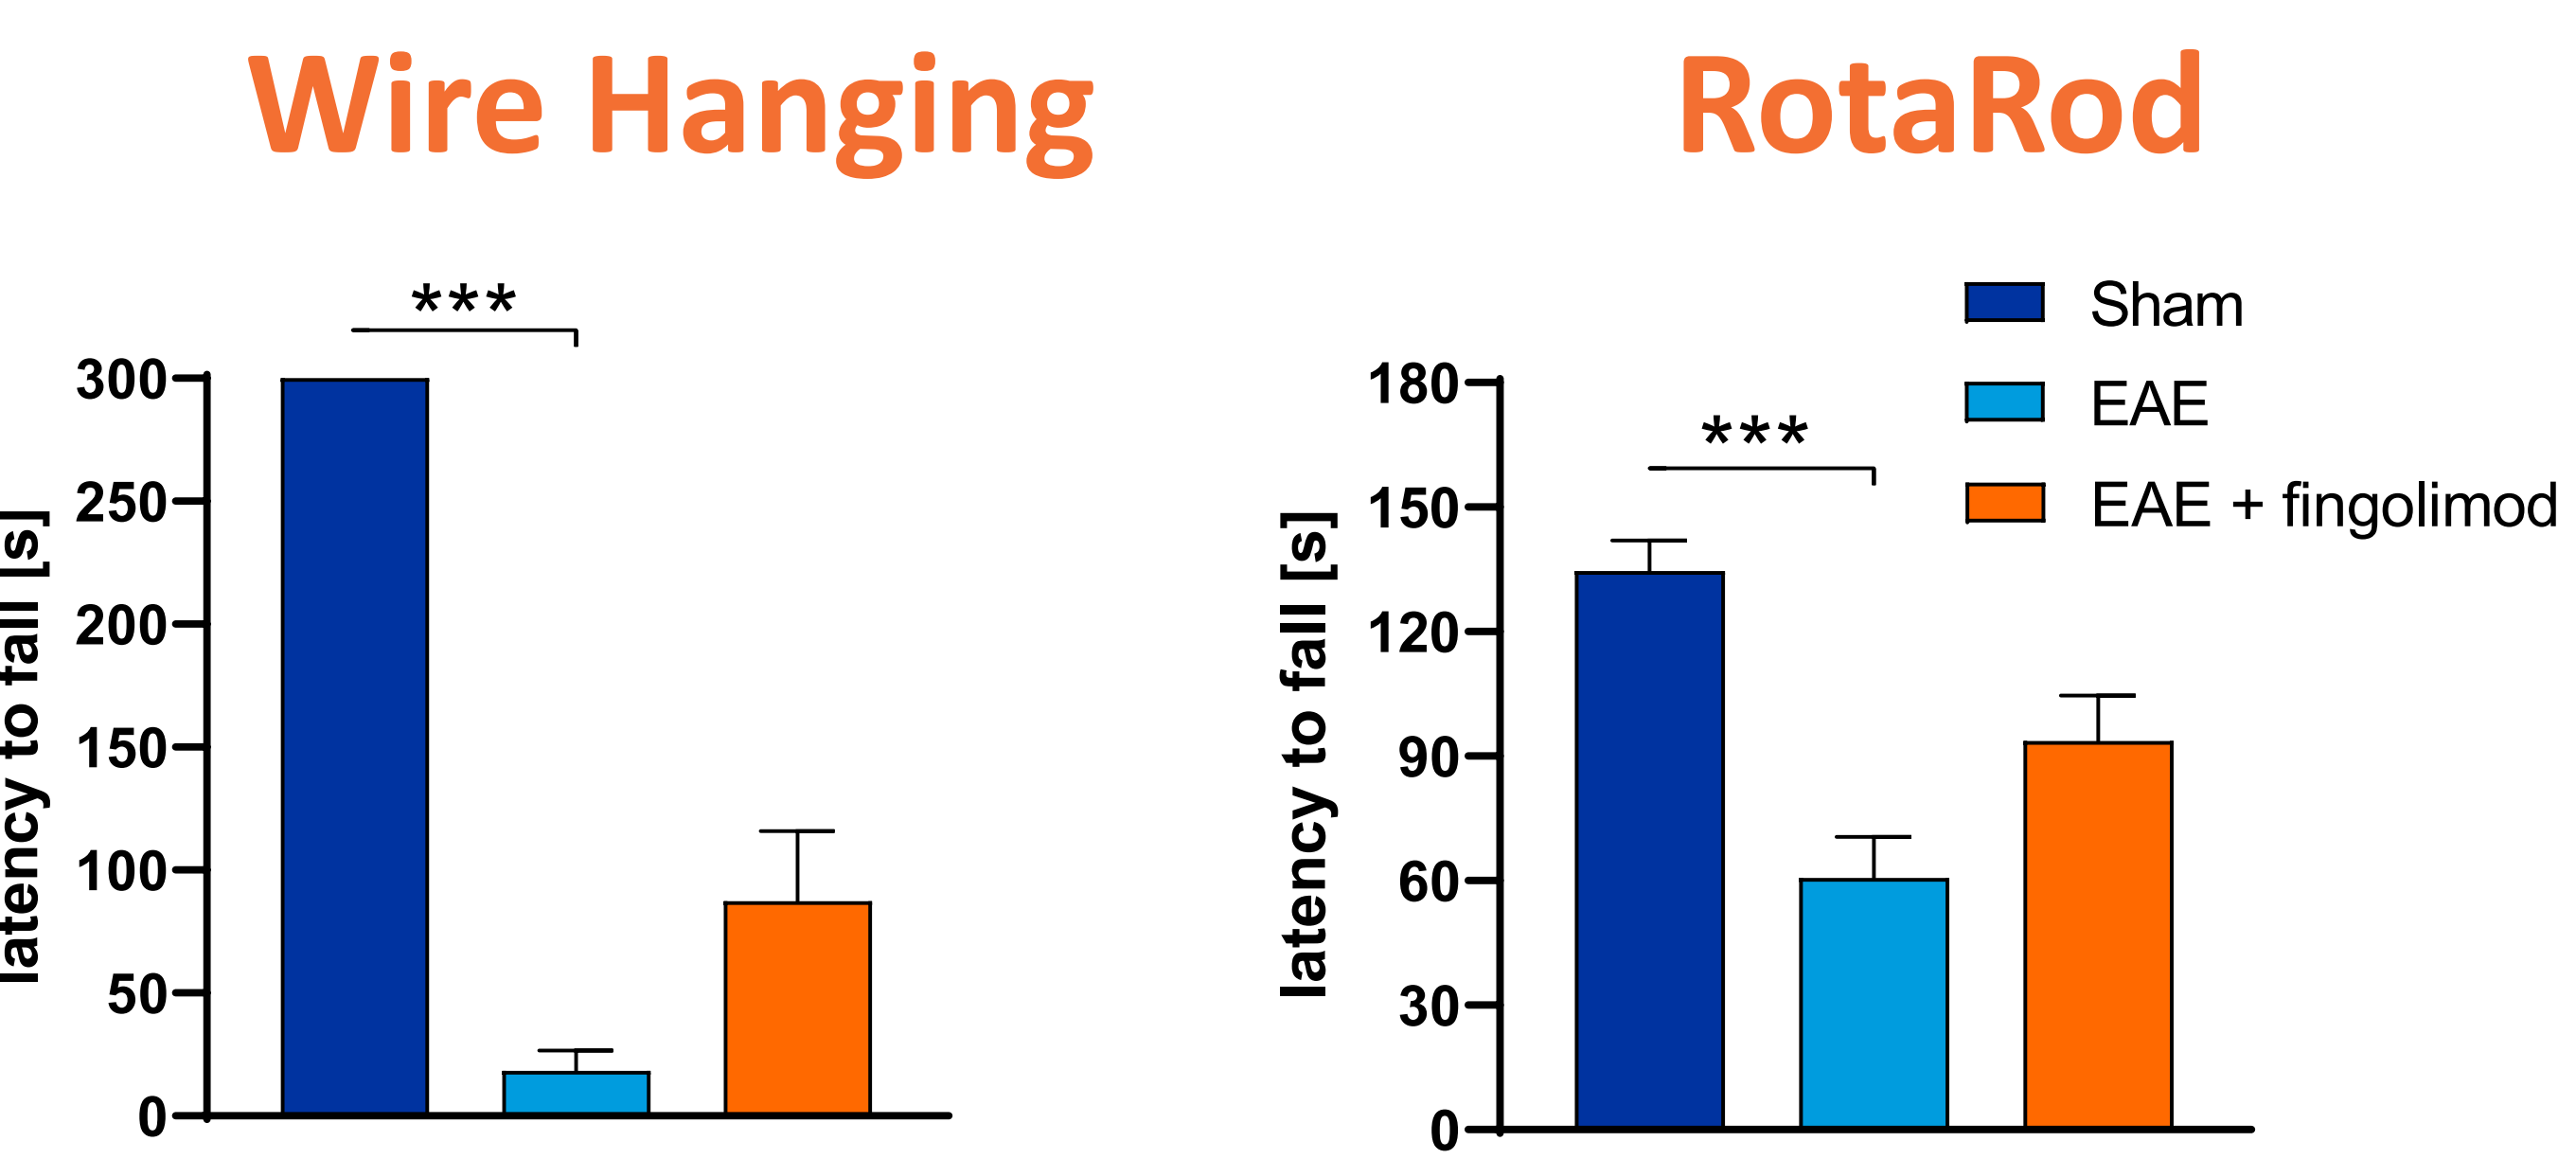 Wire Hanging
***
300
250
200
150
100
50
0
latency to fall [s]
RotaRod
Sham
EAE
EAE + fingolimod
***
180
150
120
90
60
30
0
latency to fall [s]